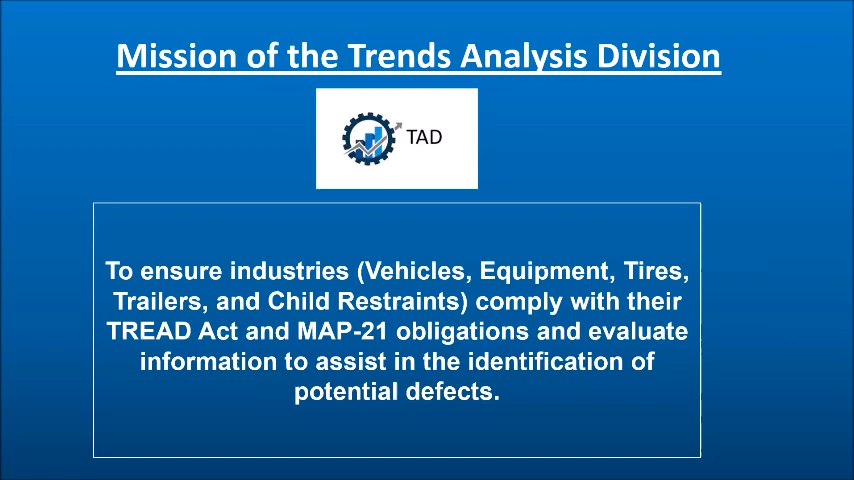 Mission of the Trends Analysis Division
TAD
To ensure industries (Vehicles, Equipment, Tires,
Trailers, and Child Restraints) comply with their
TREAD Act and MAP-21 obligations and evaluate
information to assist in the identification of
potential defects.